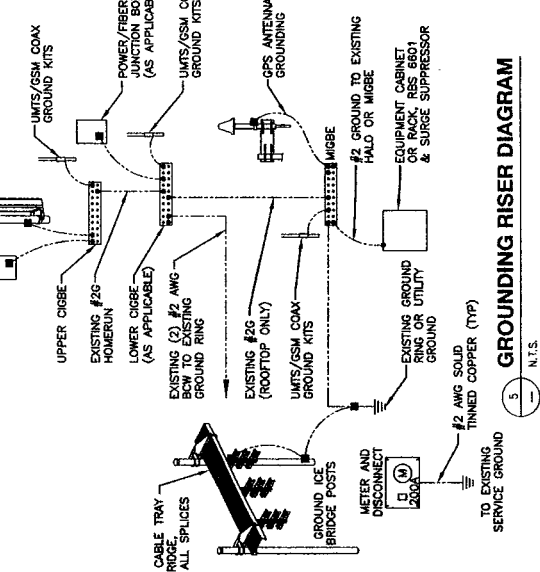 UMTS/GSM COAX
GROUND KITS
POWER/FIBER
JUNCTION BO
(AS APPLICAB
UMTS/GSM CO
GROUND KITS
GPS ANTENNA
GROUNDING
UPPER CIGBE
EXISTING #2G
HOMERUN
LOWER CIGBE
(AS APPLICABLE)
EXISTING (2) #2 AWG
BCW TO EXISTING
GROUND RING
EXISTING #2G
(ROOFTOP ONLY)
UMTS/GSM COAX
GROUND KITS
MIGBE
#2 GROUND TO EXISTING
HALO OR MIGBE
EQUIPMENT CABINET
OR RACK, RBS 6601
& SURGE SUPPRESSOR
CABLE TRAY
RIDGE,
ALL SPLICES
GROUND ICE
BRIDGE POSTS
EXISTING GROUND
RING OR UTILITY
GROUND
METER AND
DISCONNECT
M
200A
#2 AWG SOLID
TINNED COPPER (TYP)
TO EXISTING
SERVICE GROUND
5
GROUNDING RISER DIAGRAM
N.T.S.